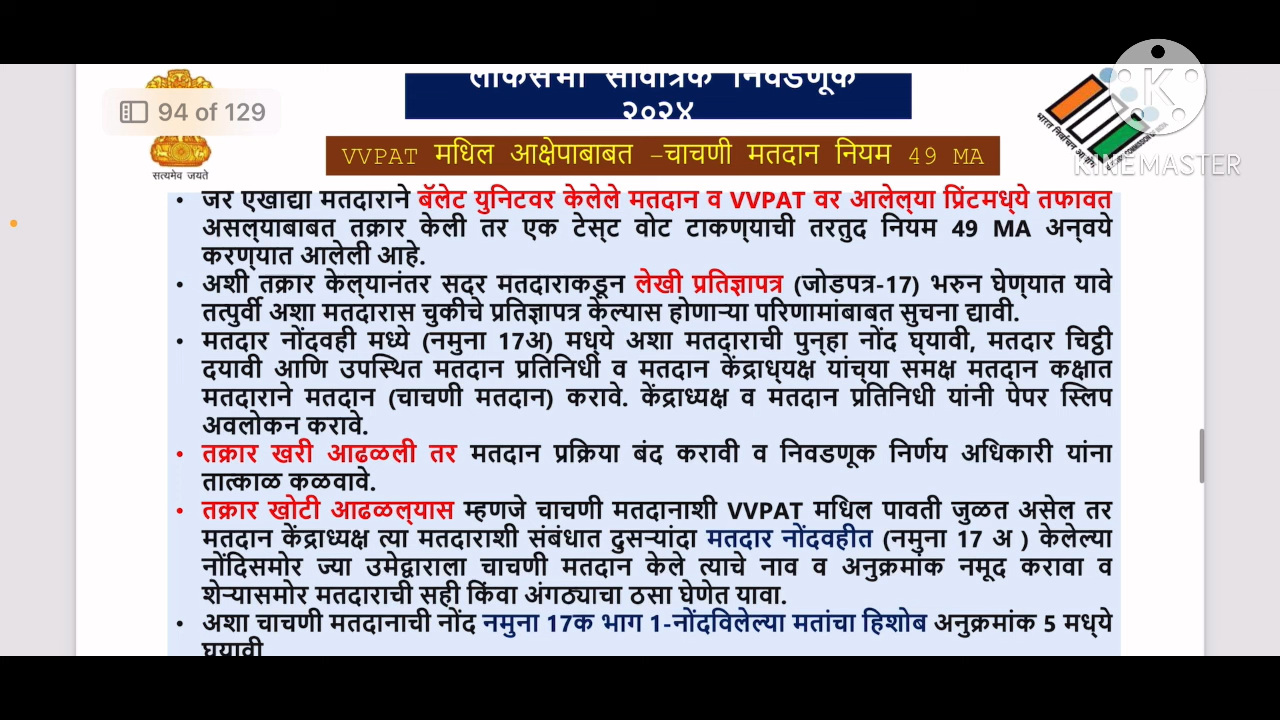 लोकसभा सार्वत्रिक निवडणूक
२०२४
94 of 129
सत्यमेव जयते
KINEMASTER
VVPAT मधिल आक्षेपाबाबत -चाचणी मतदान नियम 49 MA
• जर एखाद्या मतदाराने बॅलेट युनिटवर केलेले मतदान व VVPAT वर आलेल्या प्रिंटमध्ये तफावत
असल्याबाबत तक्रार केली तर एक टेस्ट वोट टाकण्याची तरतुद नियम 49 MA अन्वये
करण्यात आलेली आहे.
• अशी तक्रार केल्यानंतर सदर मतदाराकडून लेखी प्रतिज्ञापत्र (जोडपत्र-17) भरुन घेण्यात यावे
तत्पुर्वी अशा मतदारास चुकीचे प्रतिज्ञापत्र केल्यास होणाऱ्या परिणामांबाबत सुचना द्यावी.
• मतदार नोंदवही मध्ये (नमुना 17अ) मध्ये अशा मतदाराची पुन्हा नोंद घ्यावी, मतदार चिठ्ठी
दयावी आणि उपस्थित मतदान प्रतिनिधी व मतदान केंद्राध्यक्ष यांच्या समक्ष मतदान कक्षात
मतदाराने मतदान (चाचणी मतदान) करावे. केंद्राध्यक्ष व मतदान प्रतिनिधी यांनी पेपर स्लिप
अवलोकन करावे.
• तक्रार खरी आढळली तर मतदान प्रक्रिया बंद करावी व निवडणूक निर्णय अधिकारी यांना
तात्काळ कळवावे.
• तक्रार खोटी आढळल्यास म्हणजे चाचणी मतदानाशी VVPAT मधिल पावती जुळत असेल तर
मतदान केंद्राध्यक्ष त्या मतदाराशी संबंधात दुसऱ्यांदा मतदार नोंदवहीत (नमुना 17 अ ) केलेल्या
नोंदिसमोर ज्या उमेद्वाराला चाचणी मतदान केले त्याचे नाव व अनुक्रमांक नमूद करावा व
शेऱ्यासमोर मतदाराची सही किंवा अंगठ्याचा ठसा घेणेत यावा.
• अशा चाचणी मतदानाची नोंद नमुना 17क भाग 1-नोंदविलेल्या मतांचा हिशोब अनुक्रमांक 5 मध्ये
घ्यावी